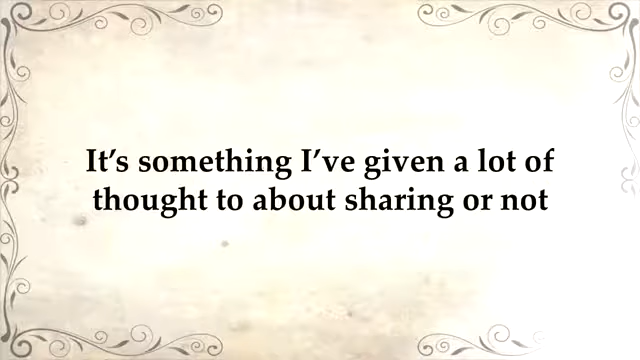 It’s something I’ve given a lot of
thought to about sharing or not